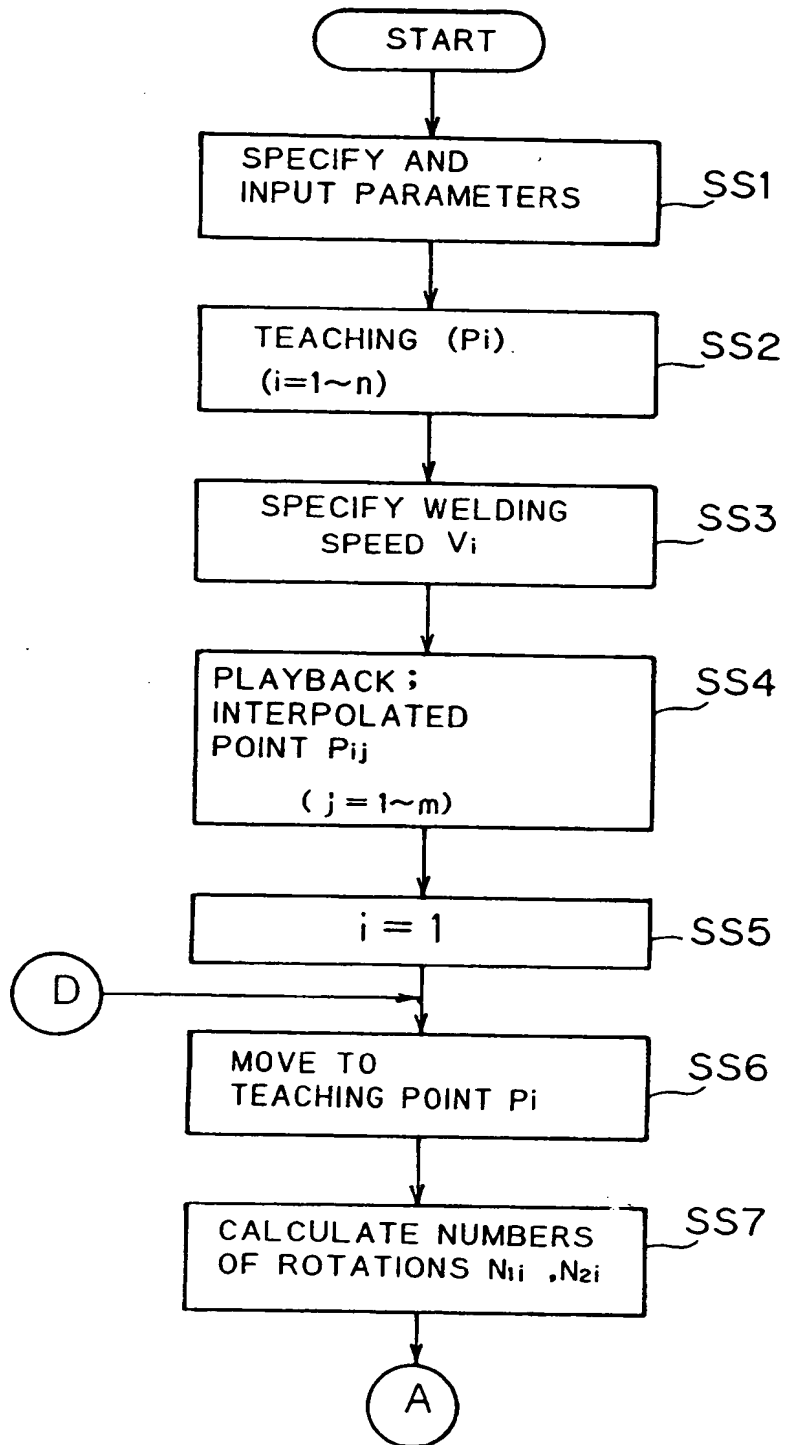 START
SPECIFY AND
INPUT PARAMETERS
SS1
TEACHING (Pi)
(i=1~n)
SS2
SPECIFY WELDING
SPEED Vi
SS3
PLAYBACK;
INTERPOLATED
POINT Pij
(j=1~m)
SS4
i=1
SS5
D
MOVE TO
TEACHING POINT Pi
SS6
CALCULATE NUMBERS
OF ROTATIONS N1i ,N2i
SS7
A